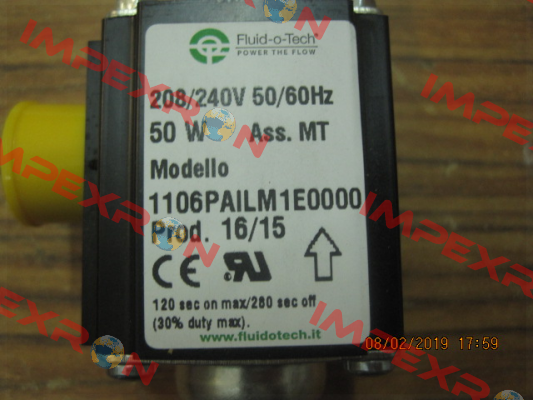 Fluid-o-Tech®
POWER THE FLOW
208/240V 50/60Hz
50 W Ass. MT
Modello
1106PAILM1E0000
Prod. 16/15
120 sec on max/280 sec off
(30% duty max).
www.fluidotech.it
08/02/2019 17:59
IMPEXRON
IMPEXRON
IMPEXRON
IMPEXRON